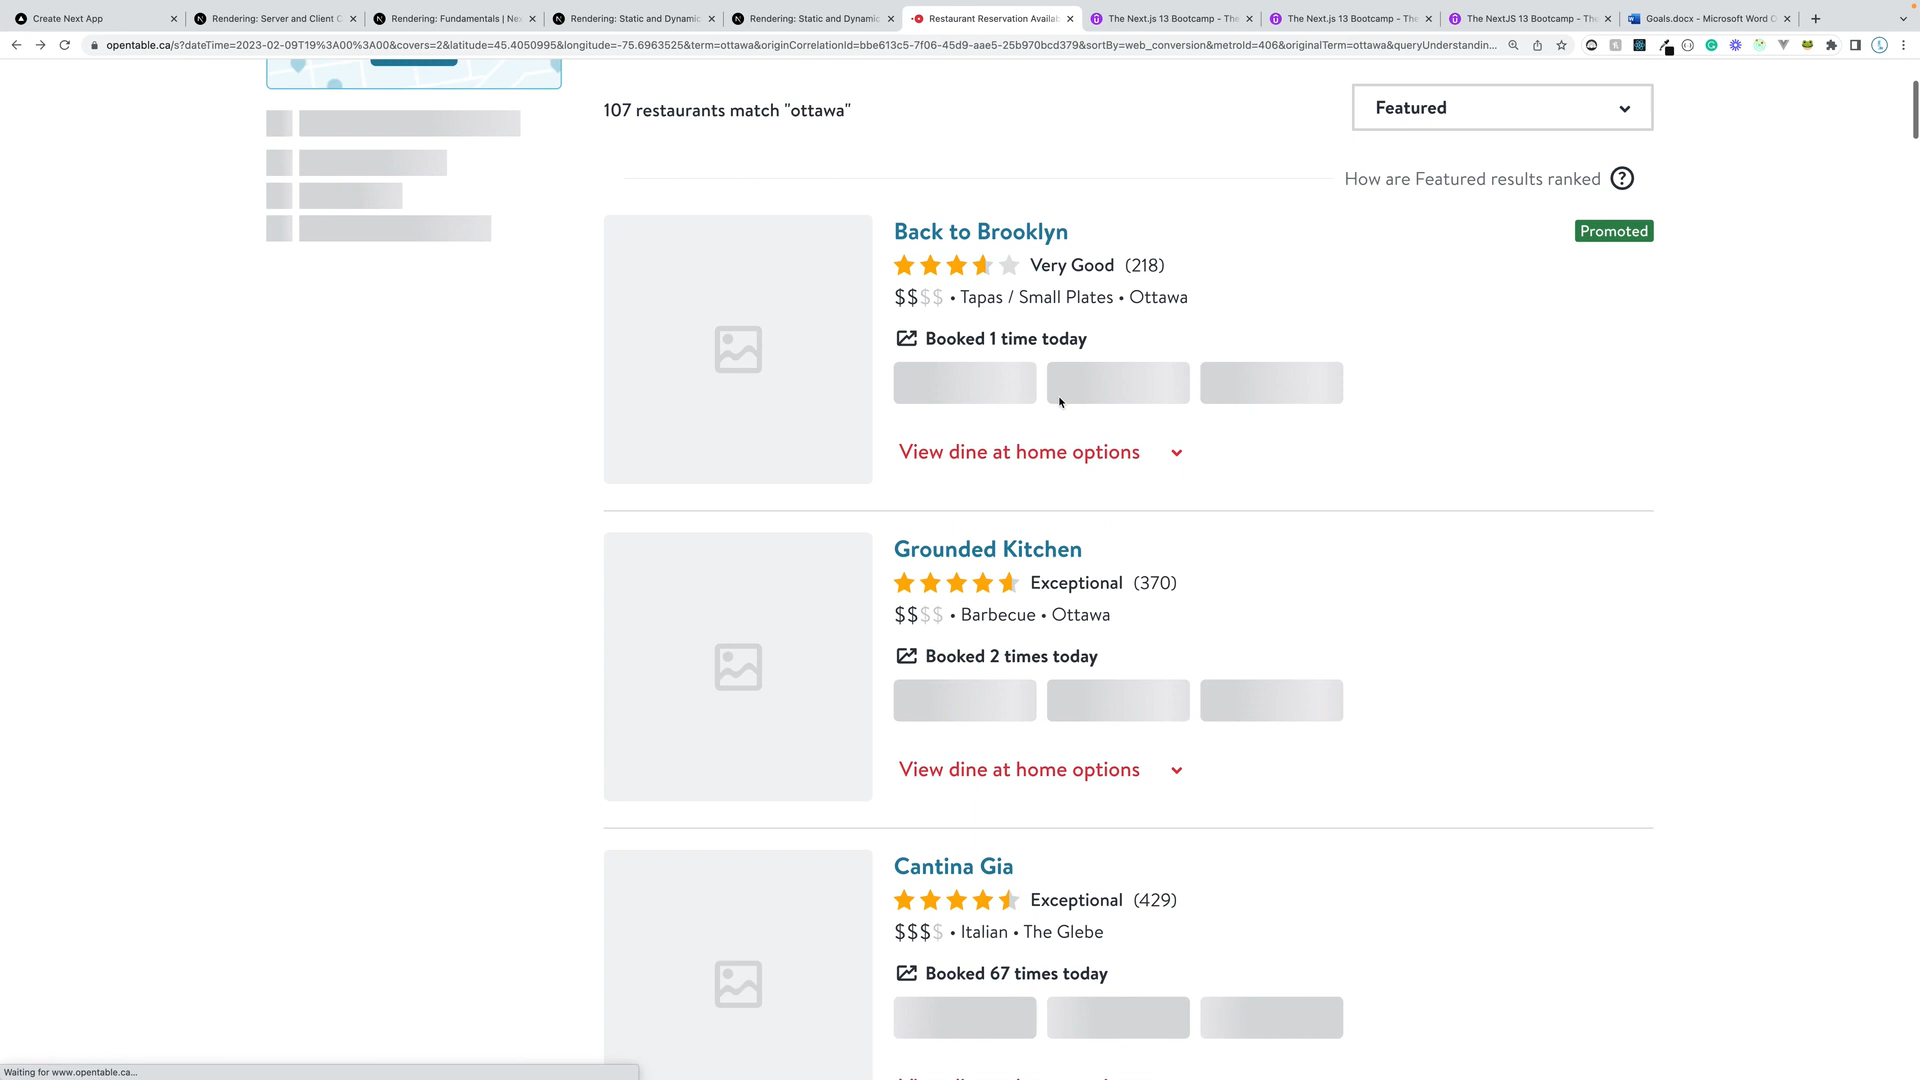 Create Next App
Rendering: Server and Client C
Rendering: Fundamentals | Ne
Rendering: Static and Dynamic
Rendering: Static and Dynamic
Restaurant Reservation Availab
The Next.js 13 Bootcamp - The
The Next.js 13 Bootcamp - The
The NextJS 13 Bootcamp - The
Goals.docx - Microsoft Word O
opentable.ca/s?dateTime=2023-02-09T19%3A00%3A00&covers=2&latitude=45.4050995&longitude=-75.6963525&term=ottawa&originCorrelationId=bbe613c5-7f06-45d9-aae5-25b970bcd379&sortBy=web_conversion&metroId=406&originalTerm=ottawa&queryUnderstandin...
107 restaurants match "ottawa"
Featured
How are Featured results ranked ?
Back to Brooklyn
Promoted
Very Good (218)
$$$$ • Tapas / Small Plates • Ottawa
Booked 1 time today
View dine at home options
Grounded Kitchen
Exceptional (370)
$$$$ • Barbecue • Ottawa
Booked 2 times today
View dine at home options
Cantina Gia
Exceptional (429)
$$$$ • Italian • The Glebe
Booked 67 times today
Waiting for www.opentable.ca...